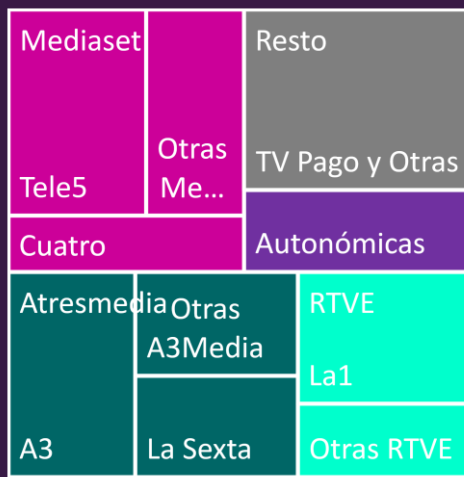 Mediaset
Tele5
Otras
Me...
Cuatro
Resto
TV Pago y Otras
Autonómicas
Atresmedia
A3
Otras
A3Media
La Sexta
RTVE
La1
Otras RTVE